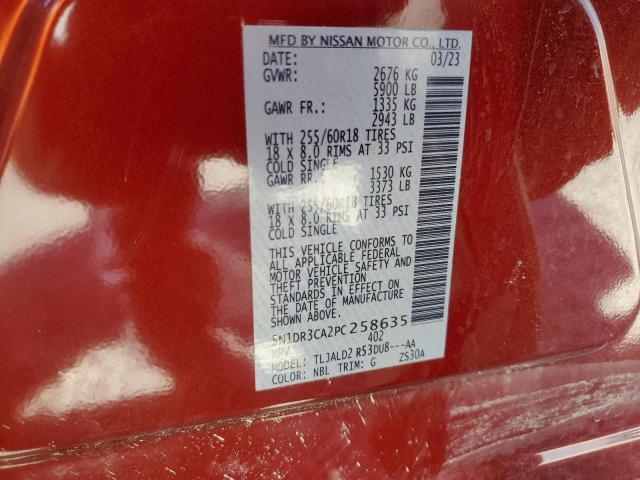 MFD BY NISSAN MOTOR CO., LTD.
DATE: 03/23
GVWR: 2676 KG
5900 LB
GAWR FR.: 1335 KG
2943 LB
WITH 255/60R18 TIRES
18 X 8.0 RIMS AT 33 PSI
COLD SINGLE
GAWR RR.: 1530 KG
3373 LB
WITH 255/60R18 TIRES
18 X 8.0 RIMS AT 33 PSI
COLD SINGLE
THIS VEHICLE CONFORMS TO
ALL APPLICABLE FEDERAL
MOTOR VEHICLE SAFETY AND
THEFT PREVENTION
STANDARDS IN EFFECT ON
THE DATE OF MANUFACTURE
SHOWN ABOVE.
5N1DR3CA2PC258635
MPV 402
MODEL: TLJALD2 R53DU8---AA
COLOR: NBL TRIM: G ZS30A